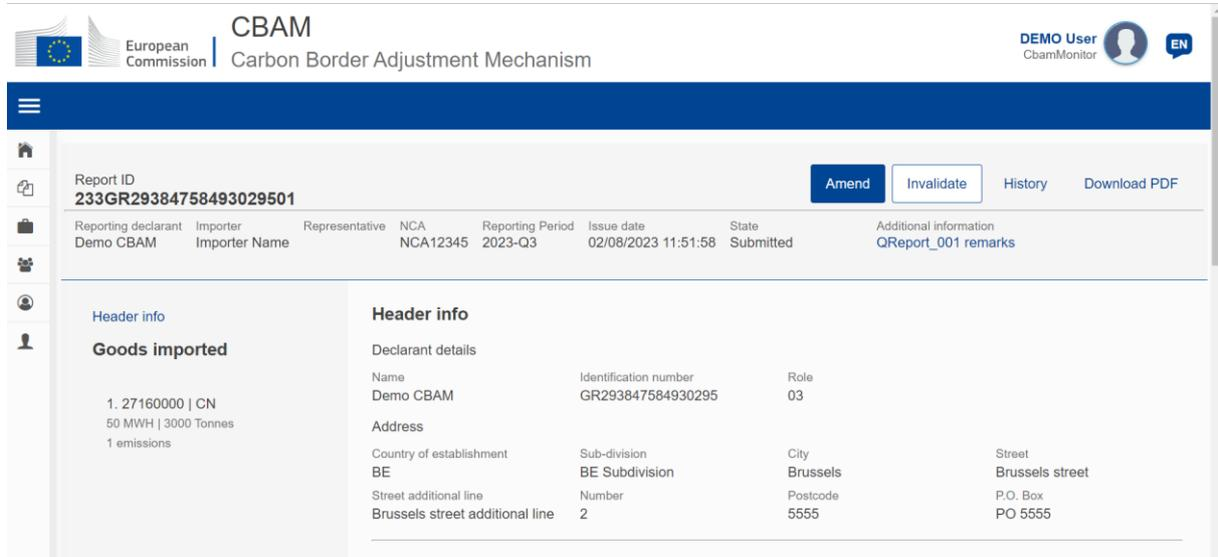 European
Commission
CBAM
Carbon Border Adjustment Mechanism
DEMO User
CbamMonitor
EN
Report ID
233GR29384758493029501
Amend Invalidate History Download PDF
Reporting declarant Importer Representative NCA Reporting Period Issue date State Additional information
Demo CBAM Importer Name NCA12345 2023-Q3 02/08/2023 11:51:58 Submitted QReport_001 remarks
Header info
Goods imported
1. 27160000 | CN
50 MWH | 3000 Tonnes
1 emissions
Header info
Declarant details
Name Identification number Role
Demo CBAM GR293847584930295 03
Address
Country of establishment Sub-division City Street
BE BE Subdivision Brussels Brussels street
Street additional line Number Postcode P.O. Box
Brussels street additional line 2 5555 PO 5555